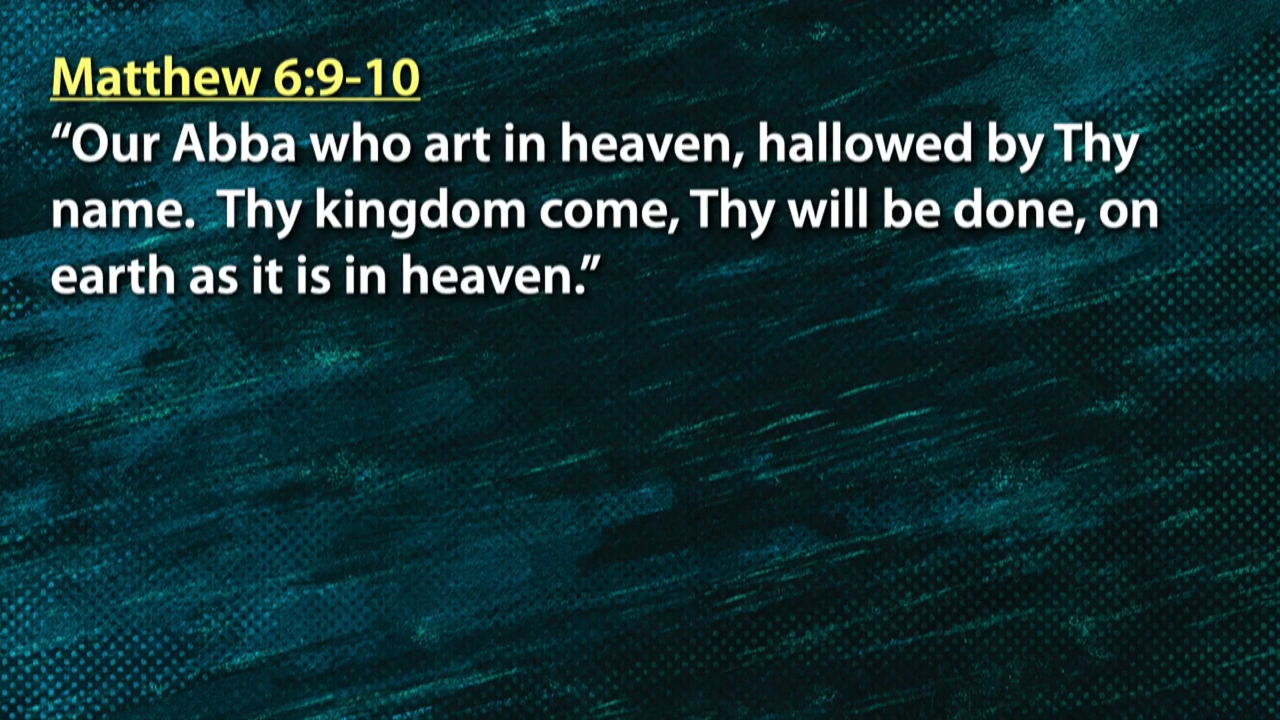 Matthew 6:9-10
“Our Abba who art in heaven, hallowed by Thy
name.  Thy kingdom come, Thy will be done, on
earth as it is in heaven.”